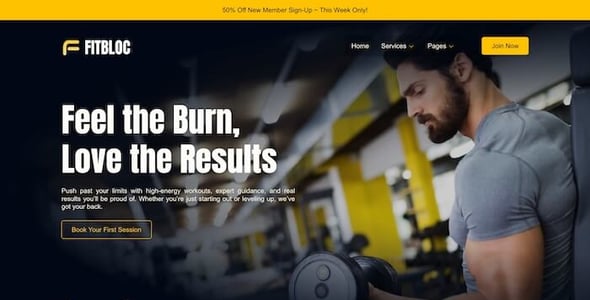 50% Off New Member Sign-Up – This Week Only!
FITBLOC
Home Services Pages Join Now
Feel the Burn,
Love the Results
Push past your limits with high-energy workouts, expert guidance, and real
results you'll be proud of. Whether you're just starting out or leveling up, we've
got your back.
Book Your First Session